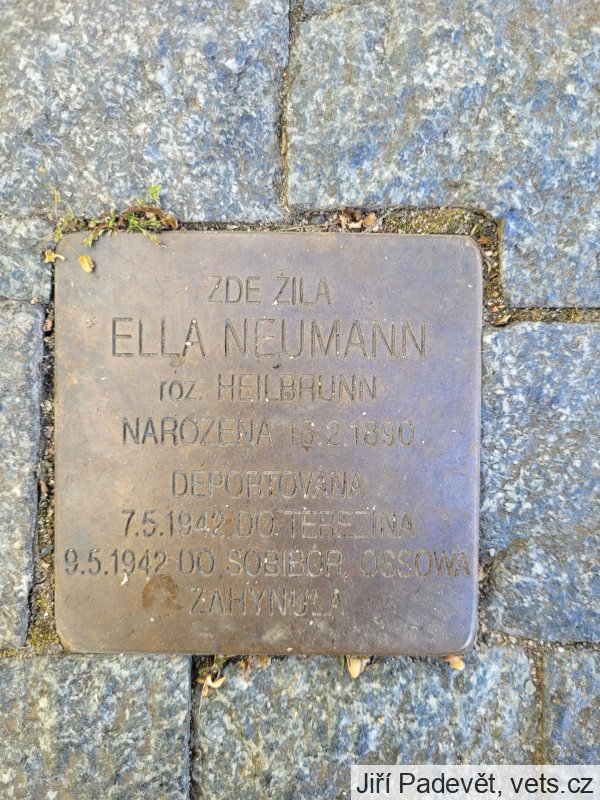 ZDE ŽILA
ELLA NEUMANN
roz. HEILBRUNN
NAROZENA 15.2.1890
DEPORTOVÁNA
7.5.1942 DO TEREZÍNA
9.5.1942 DO SOBIBOR, OSSOWA
ZAHYNULA
Jiří Padevět, vets.cz